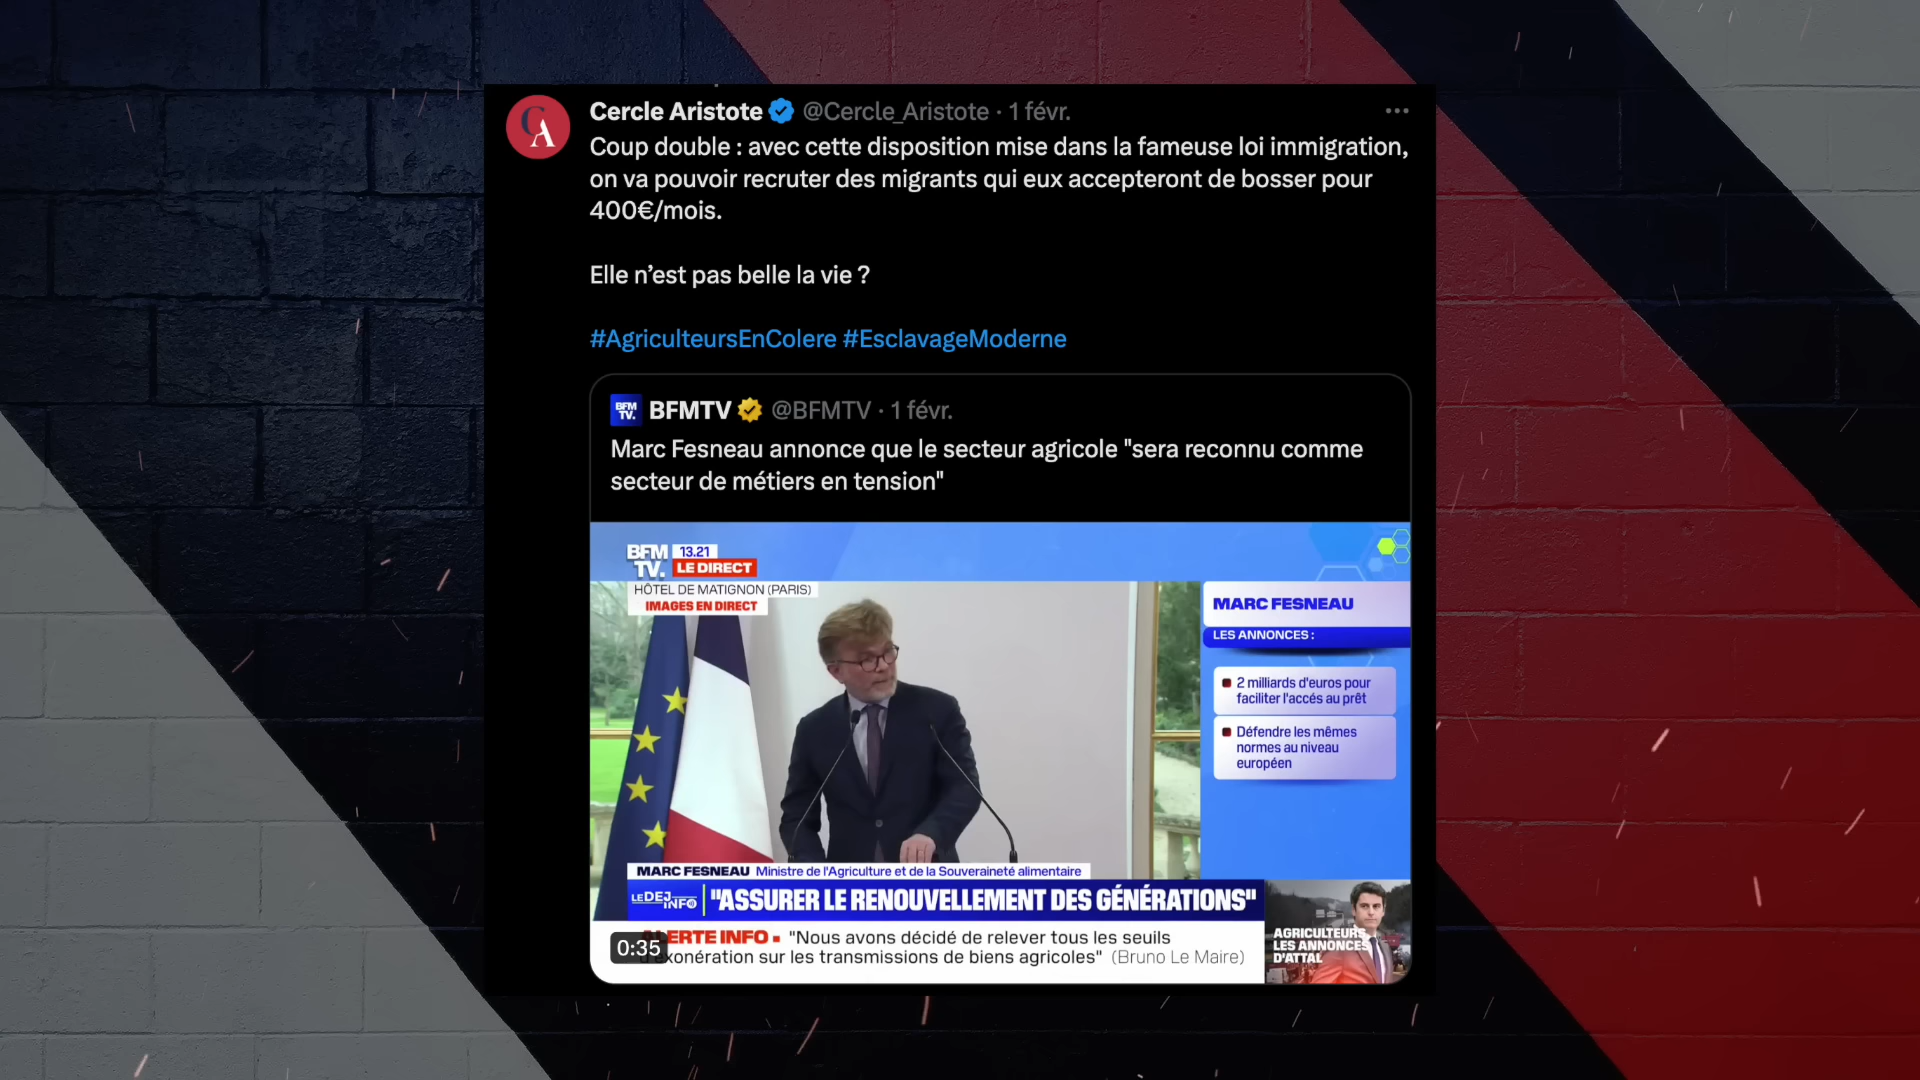 CA
Cercle Aristote @Cercle_Aristote · 1 févr.
Coup double : avec cette disposition mise dans la fameuse loi immigration,
on va pouvoir recruter des migrants qui eux accepteront de bosser pour
400€/mois.
Elle n’est pas belle la vie ?
#AgriculteursEnColere #EsclavageModerne
BFM TV. BFMTV @BFMTV · 1 févr.
Marc Fesneau annonce que le secteur agricole "sera reconnu comme
secteur de métiers en tension"
BFM TV. 13.21
LE DIRECT
HÔTEL DE MATIGNON (PARIS)
IMAGES EN DIRECT
MARC FESNEAU
LES ANNONCES :
2 milliards d'euros pour
faciliter l'accés au prêt
Défendre les mêmes
normes au niveau
européen
MARC FESNEAU Ministre de l'Agriculture et de la Souveraineté alimentaire
LE DEJ INFO "ASSURER LE RENOUVELLEMENT DES GÉNÉRATIONS"
ALERTE INFO "Nous avons décidé de relever tous les seuils
d'exonération sur les transmissions de biens agricoles" (Bruno Le Maire)
0:35
AGRICULTEURS,
LES ANNONCES
D'ATTAL